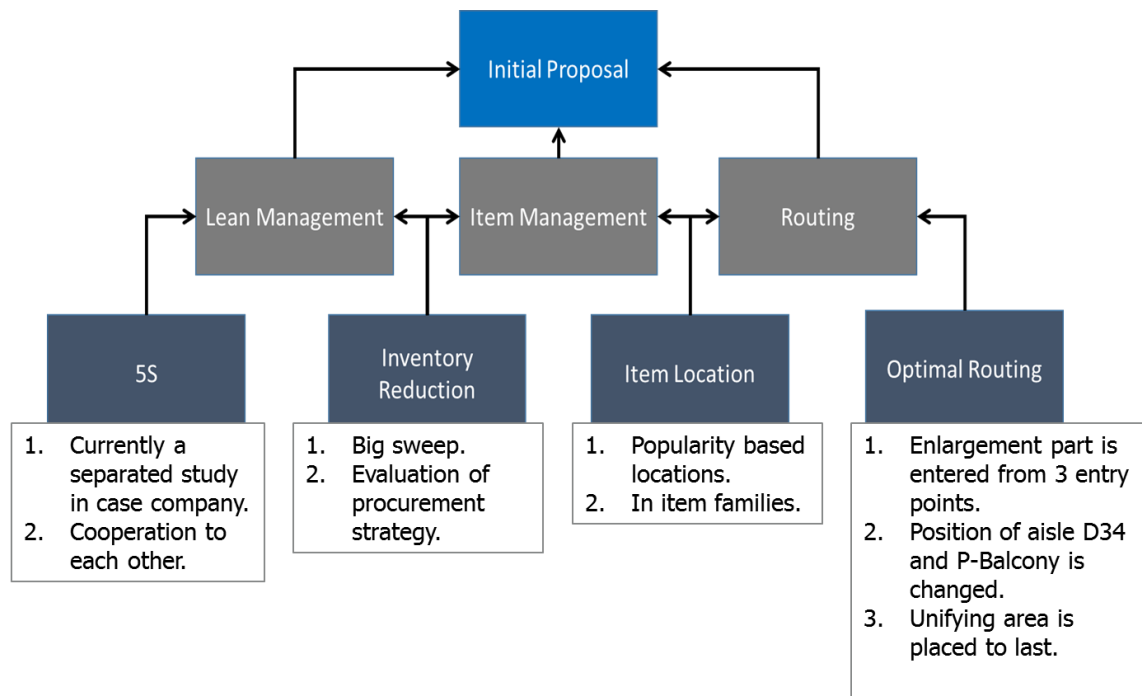 Initial Proposal
Lean Management
Item Management
Routing
5S
Inventory
Reduction
Item Location
Optimal Routing
1. Currently a
separated study
in case company.
2. Cooperation to
each other.
1. Big sweep.
2. Evaluation of
procurement
strategy.
1. Popularity based
locations.
2. In item families.
1. Enlargement part is
entered from 3 entry
points.
2. Position of aisle D34
and P-Balcony is
changed.
3. Unifying area is
placed to last.